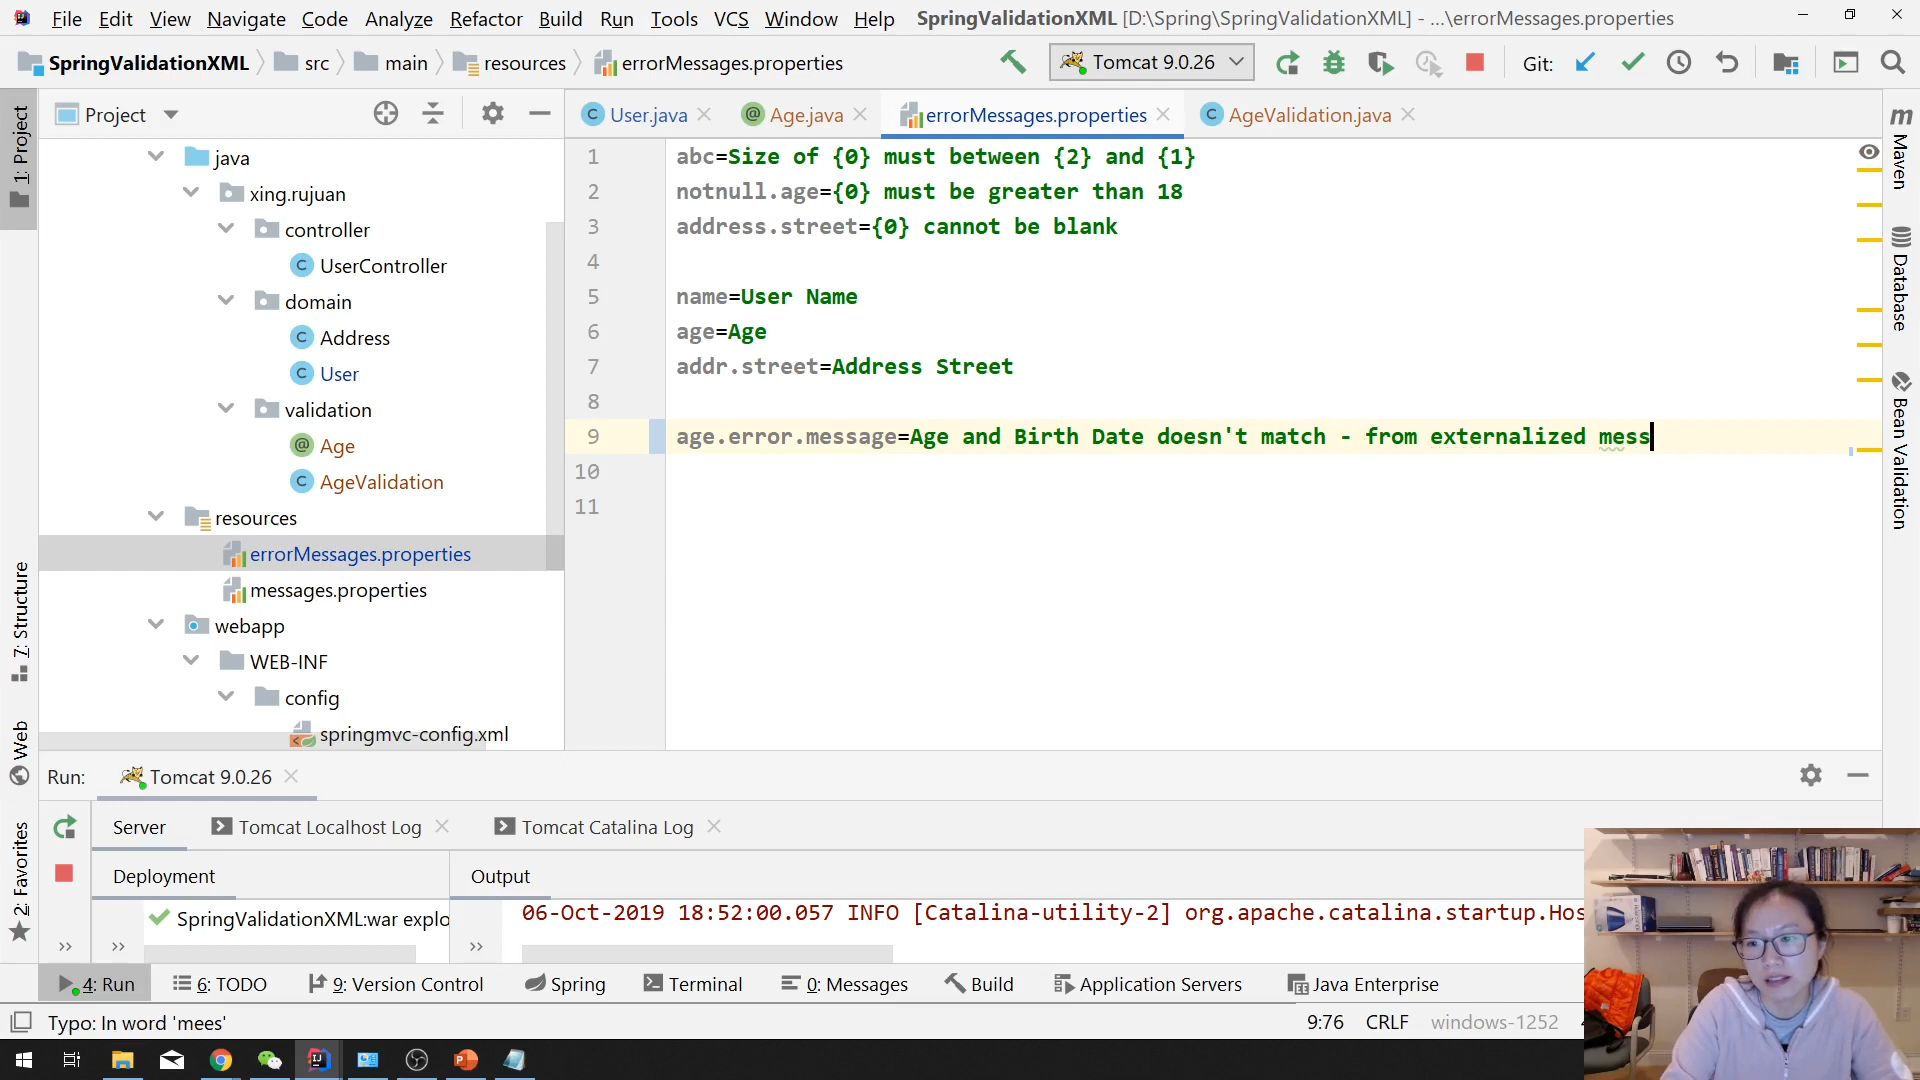 File Edit View Navigate Code Analyze Refactor Build Run Tools VCS Window Help SpringValidationXML [D:\Spring\SpringValidationXML] - ...\errorMessages.properties
SpringValidationXML src main resources errorMessages.properties Tomcat 9.0.26 Git:
Project User.java Age.java errorMessages.properties AgeValidation.java
1: Project
7: Structure
Web
2: Favorites
java
xing.rujuan
controller
UserController
domain
Address
User
validation
Age
AgeValidation
resources
errorMessages.properties
messages.properties
webapp
WEB-INF
config
springmvc-config.xml
1 abc=Size of {0} must between {2} and {1}
2 notnull.age={0} must be greater than 18
3 address.street={0} cannot be blank
4
5 name=User Name
6 age=Age
7 addr.street=Address Street
8
9 age.error.message=Age and Birth Date doesn't match - from externalized mess
10
11
Maven
Database
Bean Validation
Run: Tomcat 9.0.26
Server Tomcat Localhost Log Tomcat Catalina Log
Deployment Output
SpringValidationXML:war explo
06-Oct-2019 18:52:00.057 INFO [Catalina-utility-2] org.apache.catalina.startup.Hos
4: Run 6: TODO 9: Version Control Spring Terminal 0: Messages Build Application Servers Java Enterprise
Typo: In word 'mees' 9:76 CRLF windows-1252